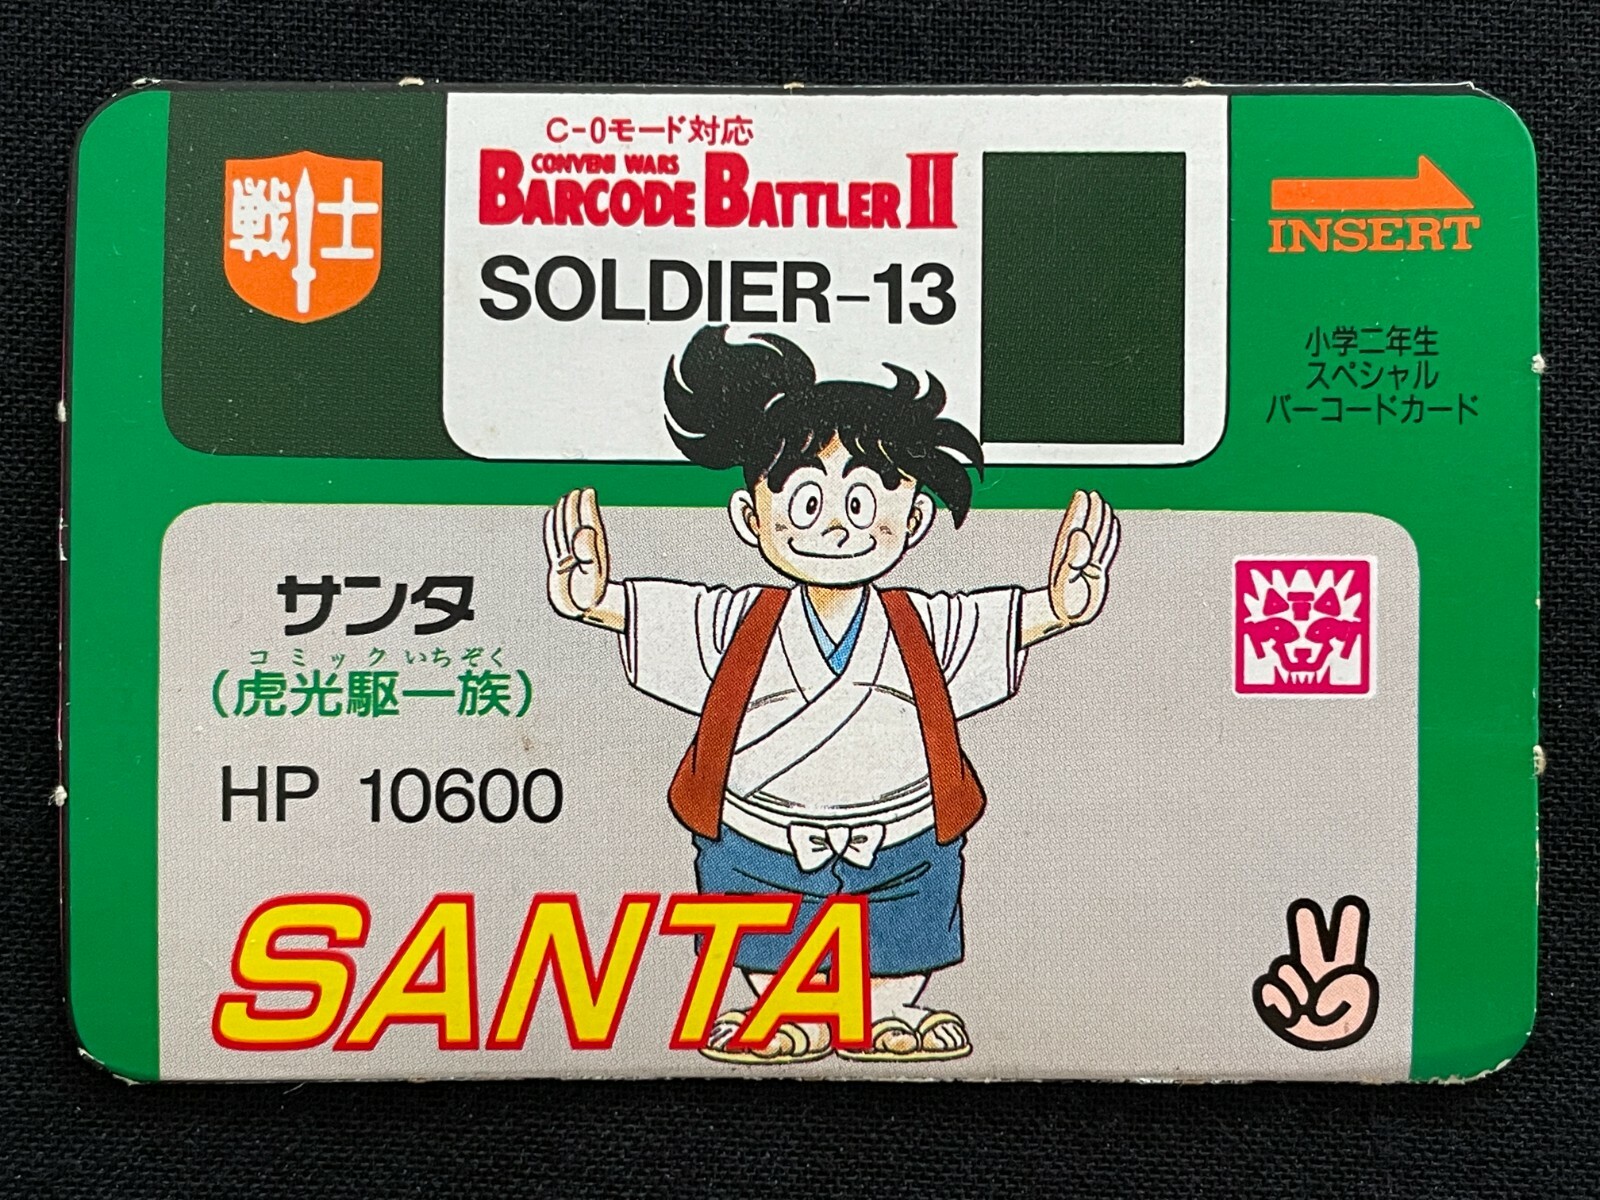 C-0モード対応
CONVENI WARS
BARCODE BATTLER II
戦士
SOLDIER-13
INSERT
小学二年生
スペシャル
バーコードカード
サンタ
コミックいちぞく
(虎光駆一族)
HP 10600
SANTA